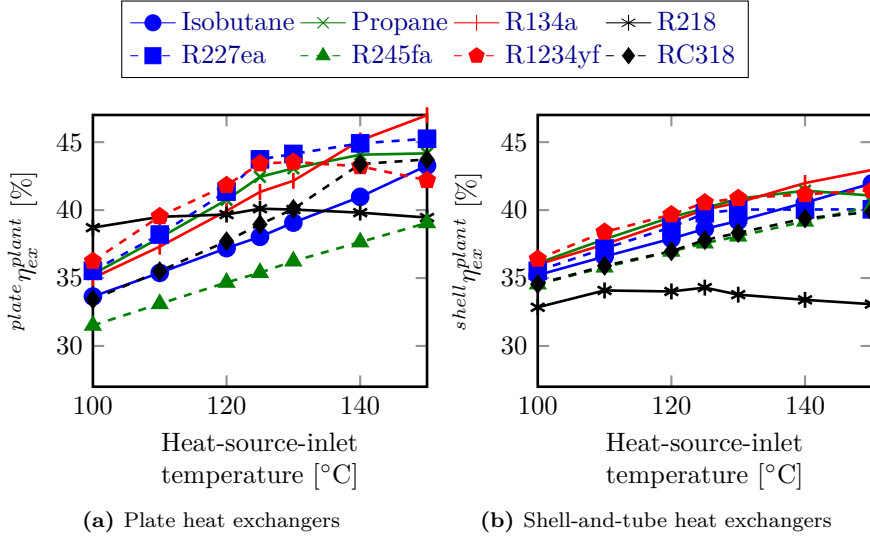 Isobutane Propane R134a R218
R227ea R245fa R1234yf RC318
plate η_ex^plant [%]
45
40
35
30
100 120 140
Heat-source-inlet
temperature [°C]
(a) Plate heat exchangers
shell η_ex^plant [%]
45
40
35
30
100 120 140
Heat-source-inlet
temperature [°C]
(b) Shell-and-tube heat exchangers